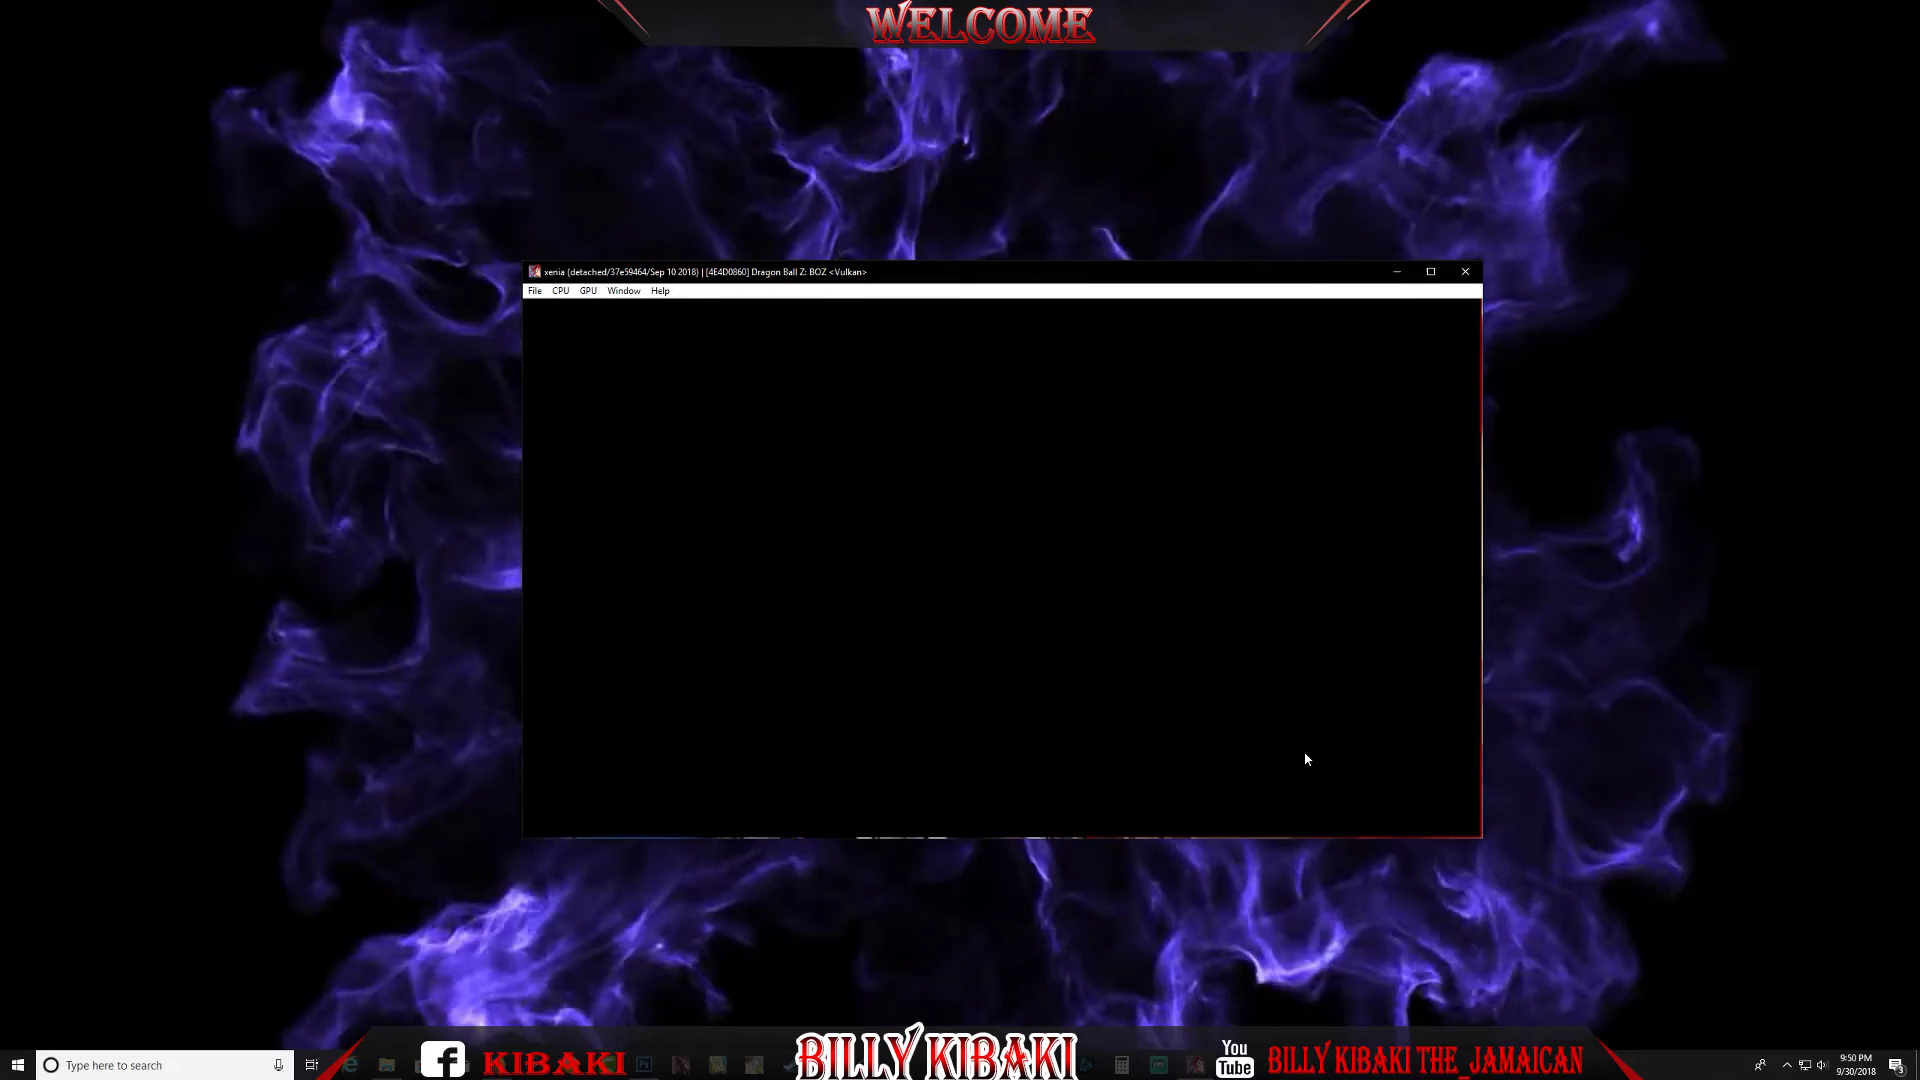 WELCOME
xenia (detached/37e59464/Sep 10 2018) | [4E4D0860] Dragon Ball Z: BOZ <Vulkan>
File CPU GPU Window Help
Type here to search
KIBAKI
BILLY KIBAKI
You Tube
BILLY KIBAKI THE_JAMAICAN
9:50 PM
9/30/2018